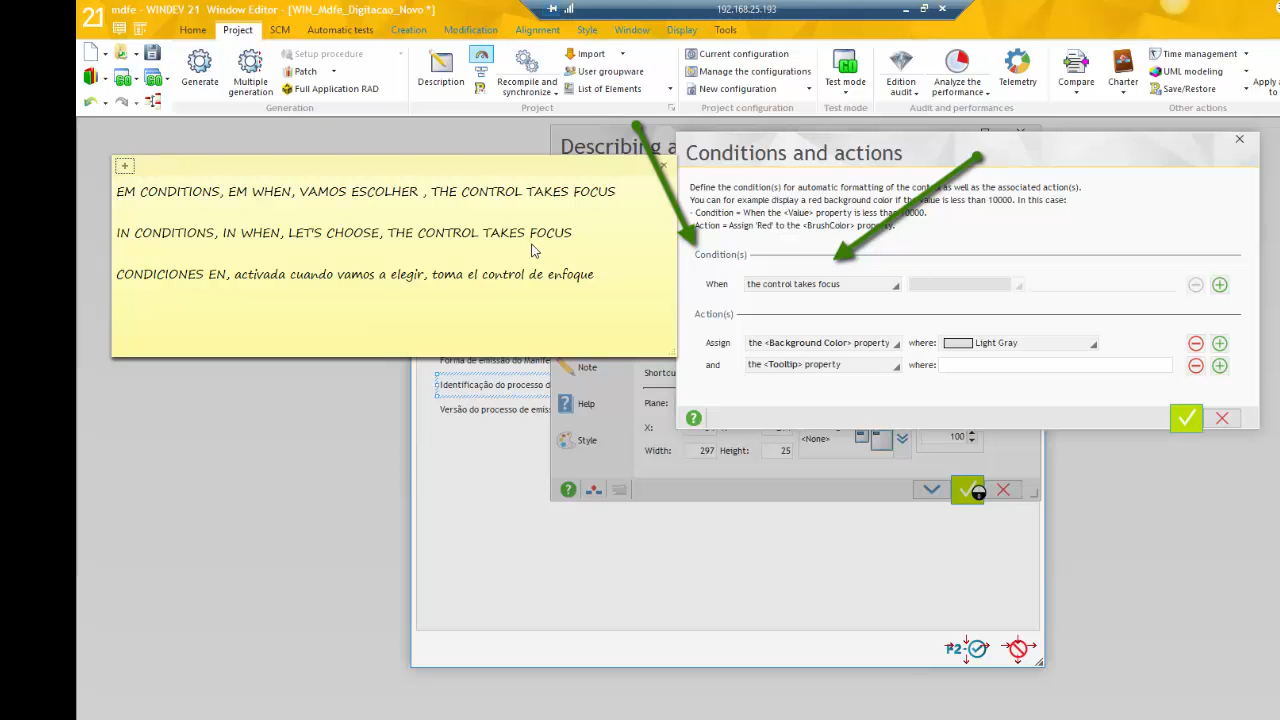 mdfe - WINDEV 21 Window Editor - [WIN_Mdfe_Digitacao_Novo *]
192.168.25.193
21
Home Project SCM Automatic tests Creation Modification Alignment Style Window Display Tools
Generate
Multiple generation
Setup procedure
Patch
Full Application RAD
Generation
Description
Recompile and synchronize
Import
User groupware
List of Elements
Project
Current configuration
Manage the configurations
New configuration
Project configuration
Test mode
Test mode
Edition audit
Analyze the performance
Telemetry
Audit and performances
Compare
Charter
Time management
UML modeling
Save/Restore
Apply
Other actions
Describing a
EM CONDITIONS, EM WHEN, VAMOS ESCOLHER , THE CONTROL TAKES FOCUS
IN CONDITIONS, IN WHEN, LET'S CHOOSE, THE CONTROL TAKES FOCUS
CONDICIONES EN, activada cuando vamos a elegir, toma el control de enfoque
Conditions and actions
Define the condition(s) for automatic formatting of the control as well as the associated action(s).
You can for example display a red background color if the value is less than 10000. In this case:
- Condition = When the <Value> property is less than 10000.
- Action = Assign 'Red' to the <BrushColor> property.
Condition(s)
When the control takes focus
Action(s)
Assign the <Background Color> property where: Light Gray
and the <Tooltip> property where:
Forma de emissão do Manife
Identificação do processo d
Versão do processo de emiss
Note
Help
Style
Shortcu
Plane:
X:
<None>
100
Width: 297 Height: 25
F2-